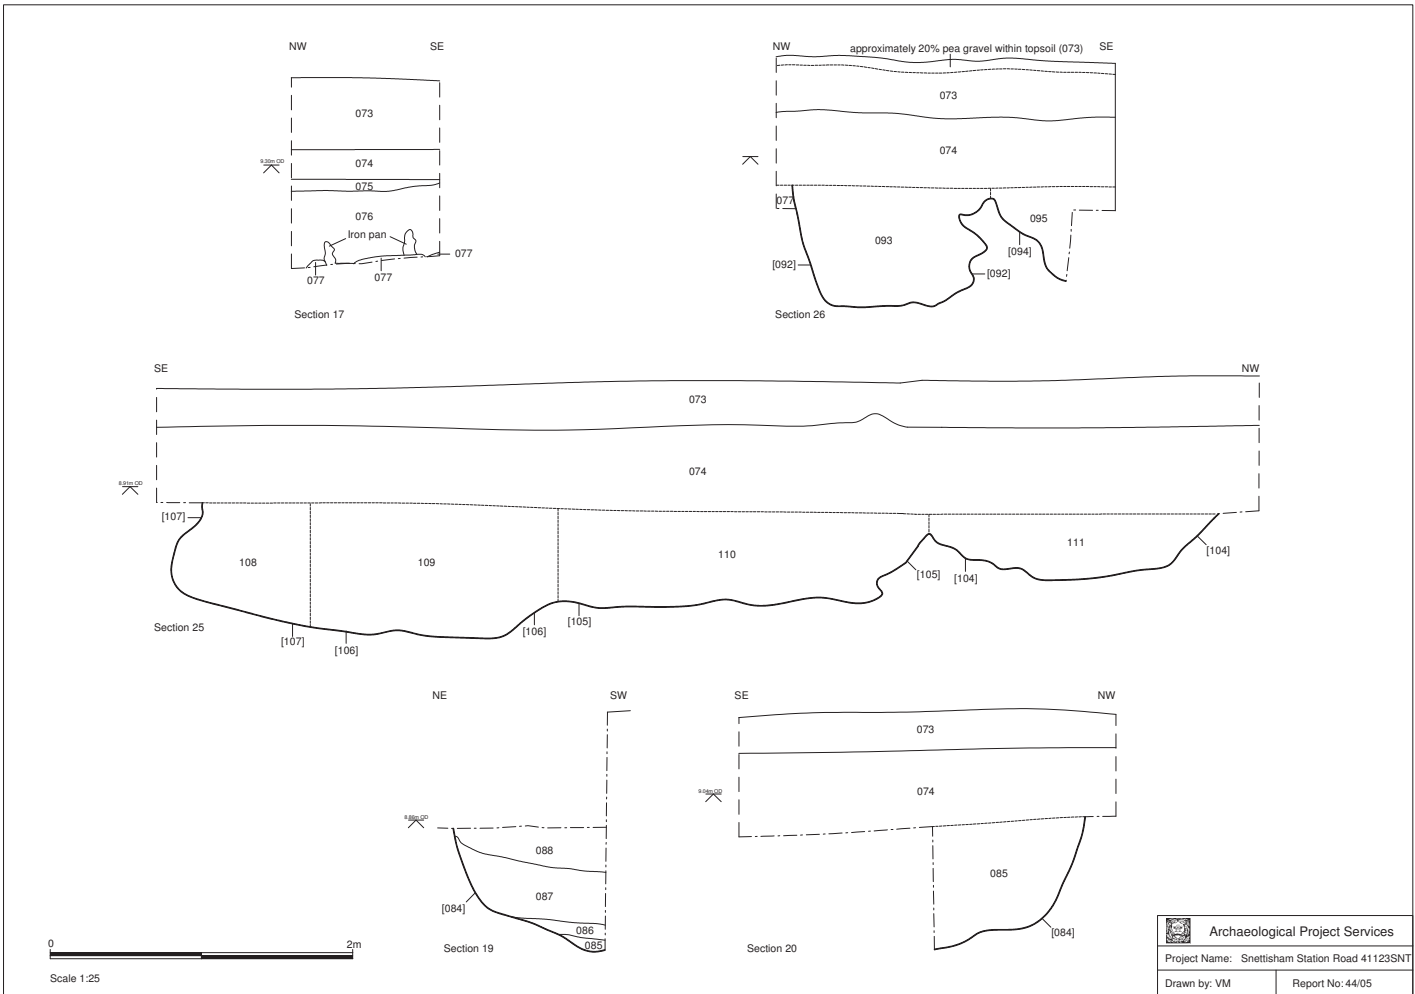 NW SE
073
9.39m OD
074
075
076
Iron pan
077
077
077
Section 17
NW approximately 20% pea gravel within topsoil (073) SE
073
074
077
095
093
[094]
[092]
[092]
Section 26
SE NW
073
074
8.91m OD
[107]
108
109
110
111
[104]
[105]
[104]
[106]
[105]
[107]
[106]
Section 25
NE SW
8.88m OD
088
087
[084]
086
085
Section 19
SE NW
073
9.04m OD
074
085
[084]
Section 20
0 2m
Scale 1:25
Archaeological Project Services
Project Name: Snettisham Station Road 41123SNT
Drawn by: VM Report No: 44/05